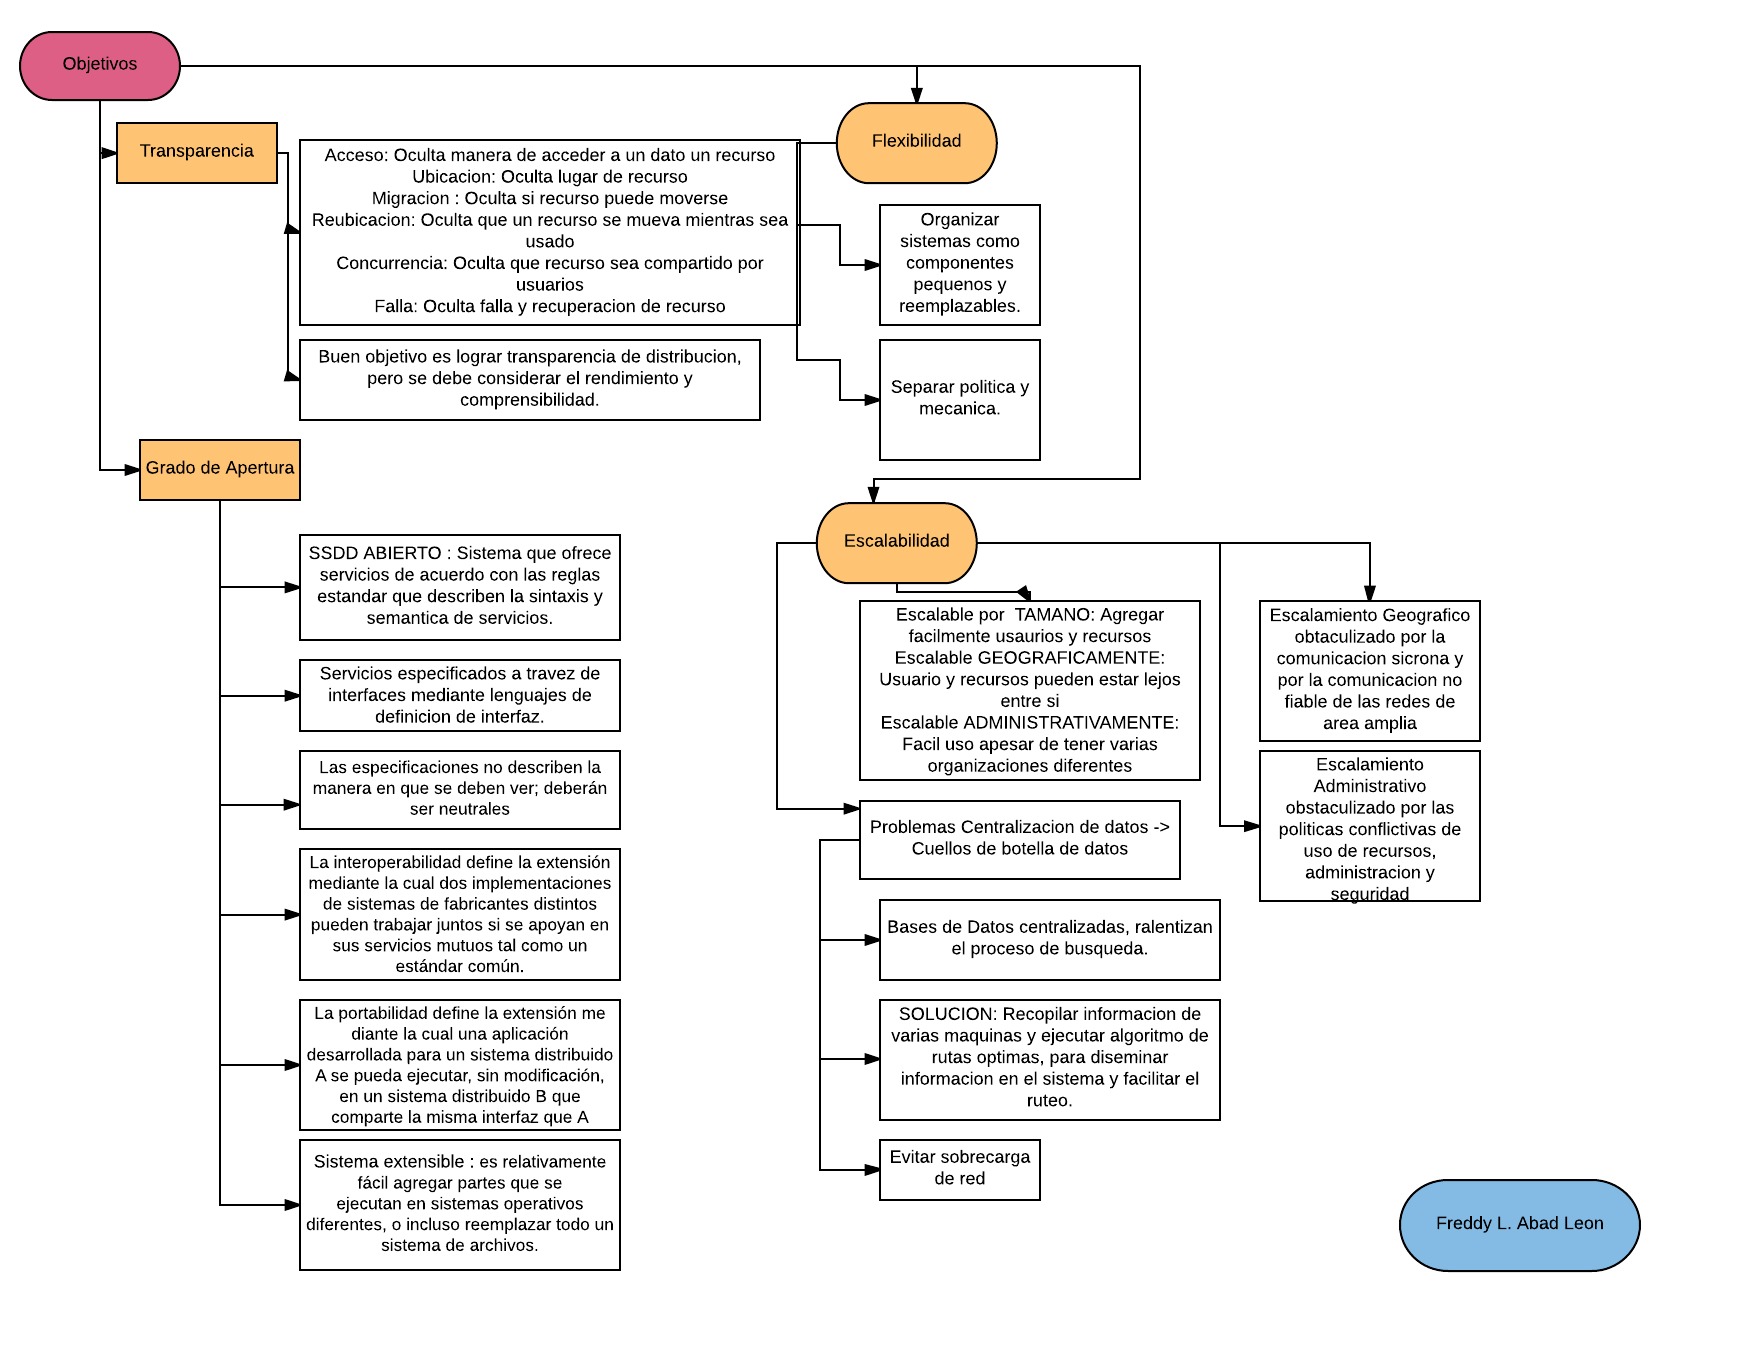 Objetivos
Transparencia
Acceso: Oculta manera de acceder a un dato un recurso
Ubicacion: Oculta lugar de recurso
Migracion : Oculta si recurso puede moverse
Reubicacion: Oculta que un recurso se mueva mientras sea
usado
Concurrencia: Oculta que recurso sea compartido por
usuarios
Falla: Oculta falla y recuperacion de recurso
Buen objetivo es lograr transparencia de distribucion,
pero se debe considerar el rendimiento y
comprensibilidad.
Grado de Apertura
SSDD ABIERTO : Sistema que ofrece
servicios de acuerdo con las reglas
estandar que describen la sintaxis y
semantica de servicios.
Servicios especificados a travez de
interfaces mediante lenguajes de
definicion de interfaz.
Las especificaciones no describen la
manera en que se deben ver; deberán
ser neutrales
La interoperabilidad define la extensión
mediante la cual dos implementaciones
de sistemas de fabricantes distintos
pueden trabajar juntos si se apoyan en
sus servicios mutuos tal como un
estándar común.
La portabilidad define la extensión me
diante la cual una aplicación
desarrollada para un sistema distribuido
A se pueda ejecutar, sin modificación,
en un sistema distribuido B que
comparte la misma interfaz que A
Sistema extensible : es relativamente
fácil agregar partes que se
ejecutan en sistemas operativos
diferentes, o incluso reemplazar todo un
sistema de archivos.
Flexibilidad
Organizar
sistemas como
componentes
pequenos y
reemplazables.
Separar politica y
mecanica.
Escalabilidad
Escalable por  TAMANO: Agregar
facilmente usaurios y recursos
Escalable GEOGRAFICAMENTE:
Usuario y recursos pueden estar lejos
entre si
Escalable ADMINISTRATIVAMENTE:
Facil uso apesar de tener varias
organizaciones diferentes
Problemas Centralizacion de datos ->
Cuellos de botella de datos
Bases de Datos centralizadas, ralentizan
el proceso de busqueda.
SOLUCION: Recopilar informacion de
varias maquinas y ejecutar algoritmo de
rutas optimas, para diseminar
informacion en el sistema y facilitar el
ruteo.
Evitar sobrecarga
de red
Escalamiento Geografico
obtaculizado por la
comunicacion sicrona y
por la comunicacion no
fiable de las redes de
area amplia
Escalamiento
Administrativo
obstaculizado por las
politicas conflictivas de
uso de recursos,
administracion y
seguridad
Freddy L. Abad Leon